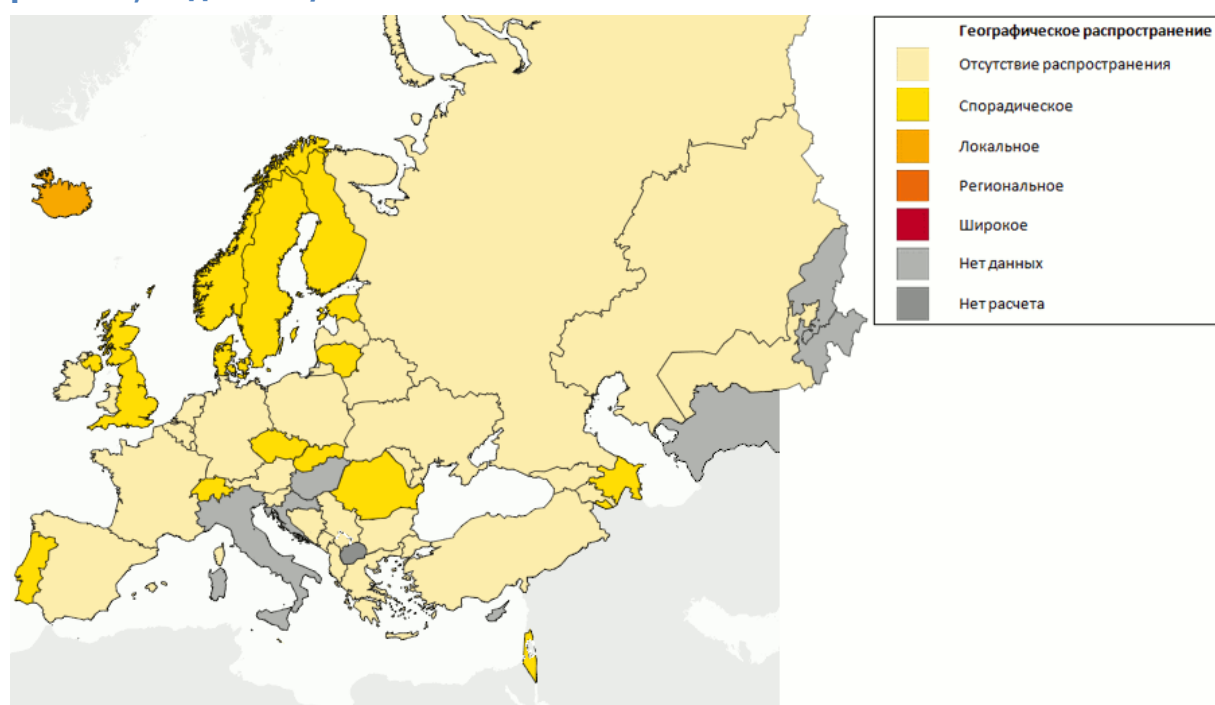 Географическое распространение
Отсутствие распространения
Спорадическое
Локальное
Региональное
Широкое
Нет данных
Нет расчета